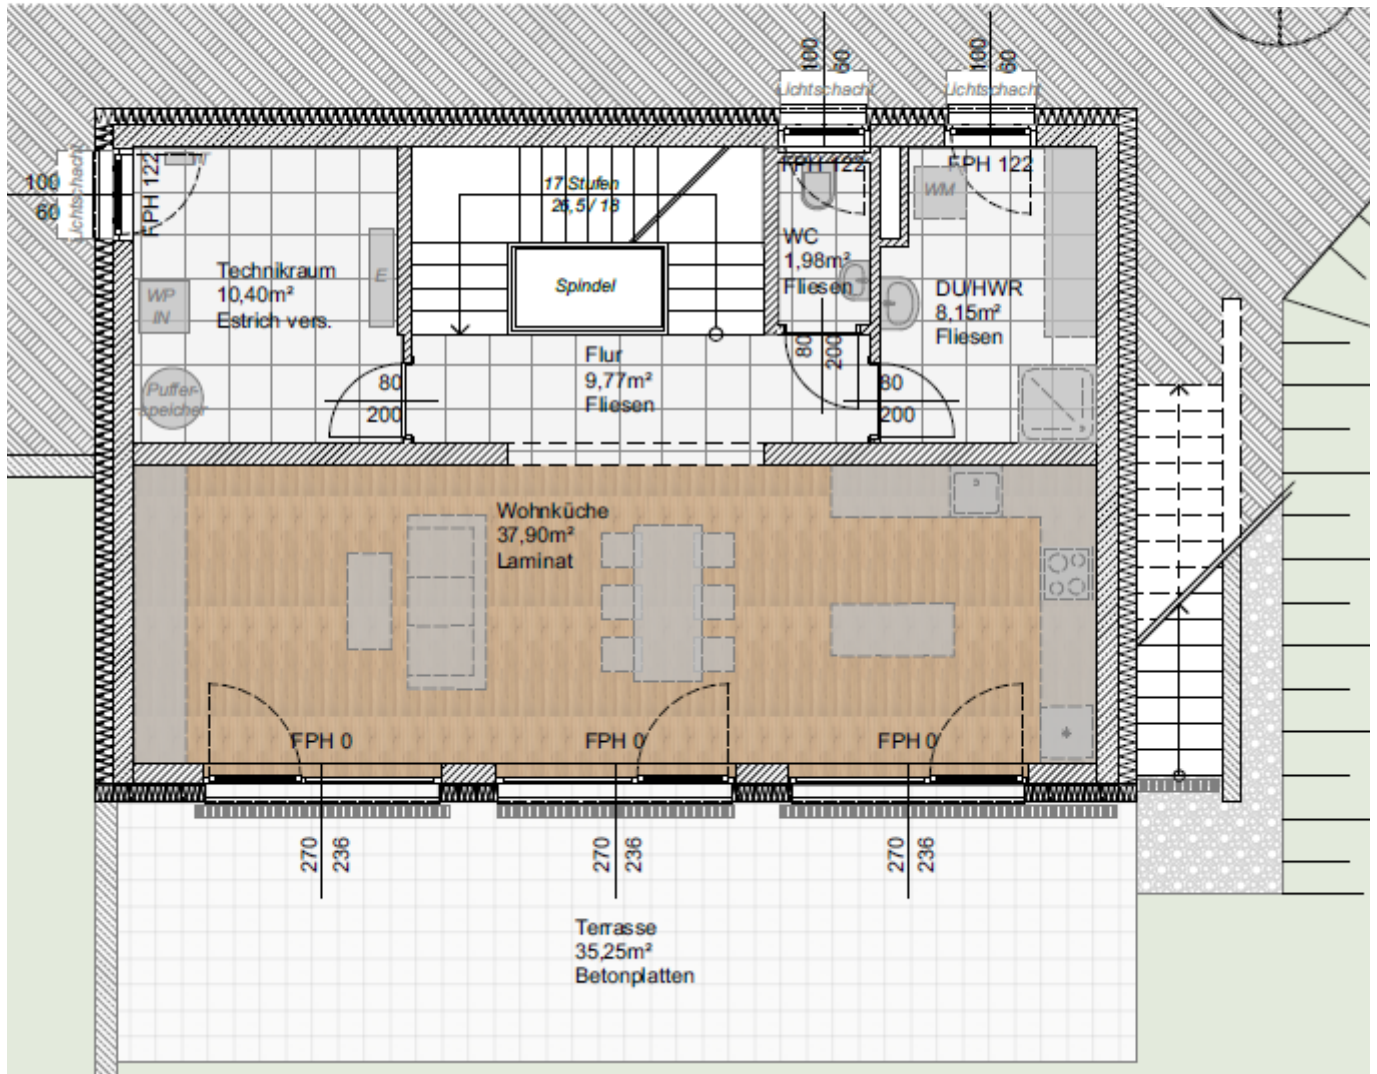 100
60
Lichtschacht
100
60
Lichtschacht
100
60
Lichtschacht
FPH 122
FPH 122
FPH 122
17 Stufen
26,5 / 18
Spindel
WM
WC
1,98m²
Fliesen
Technikraum
10,40m²
Estrich vers.
E
WP
IN
Puffer-
speicher
DU/HWR
8,15m²
Fliesen
Flur
9,77m²
Fliesen
80
200
80
200
80
200
Wohnküche
37,90m²
Laminat
FPH 0
FPH 0
FPH 0
270
236
270
236
270
236
Terrasse
35,25m²
Betonplatten